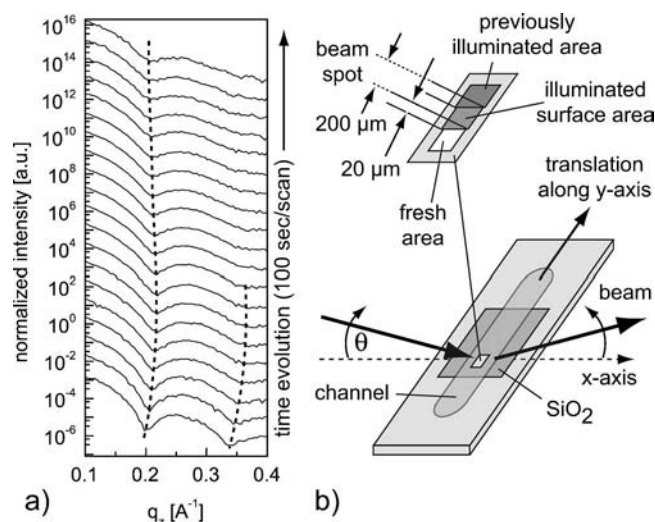 10^16
10^14
10^12
10^10
10^8
10^6
10^4
10^2
10^0
10^-2
10^-4
10^-6
normalized intensity [a.u.]
0.1 0.2 0.3 0.4
q_z [A^-1]
time evolution (100 sec/scan)
a)
previously
illuminated area
beam
spot
illuminated
surface area
200 µm
20 µm
fresh
area
translation
along y-axis
beam
θ
x-axis
channel
SiO2
b)